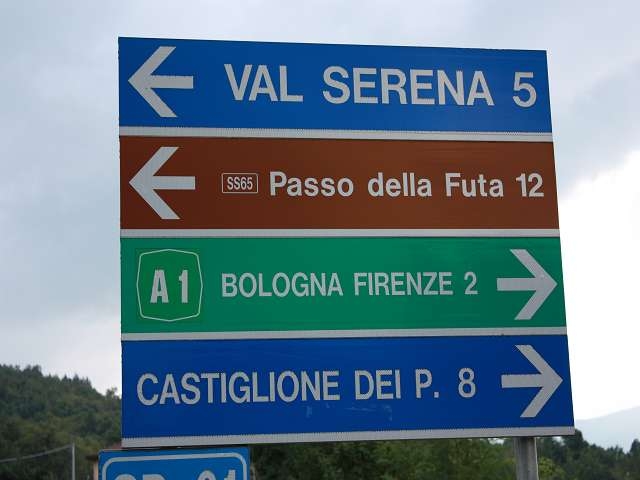 VAL SERENA 5
SS65 Passo della Futa 12
A1 BOLOGNA FIRENZE 2
CASTIGLIONE DEI P. 8